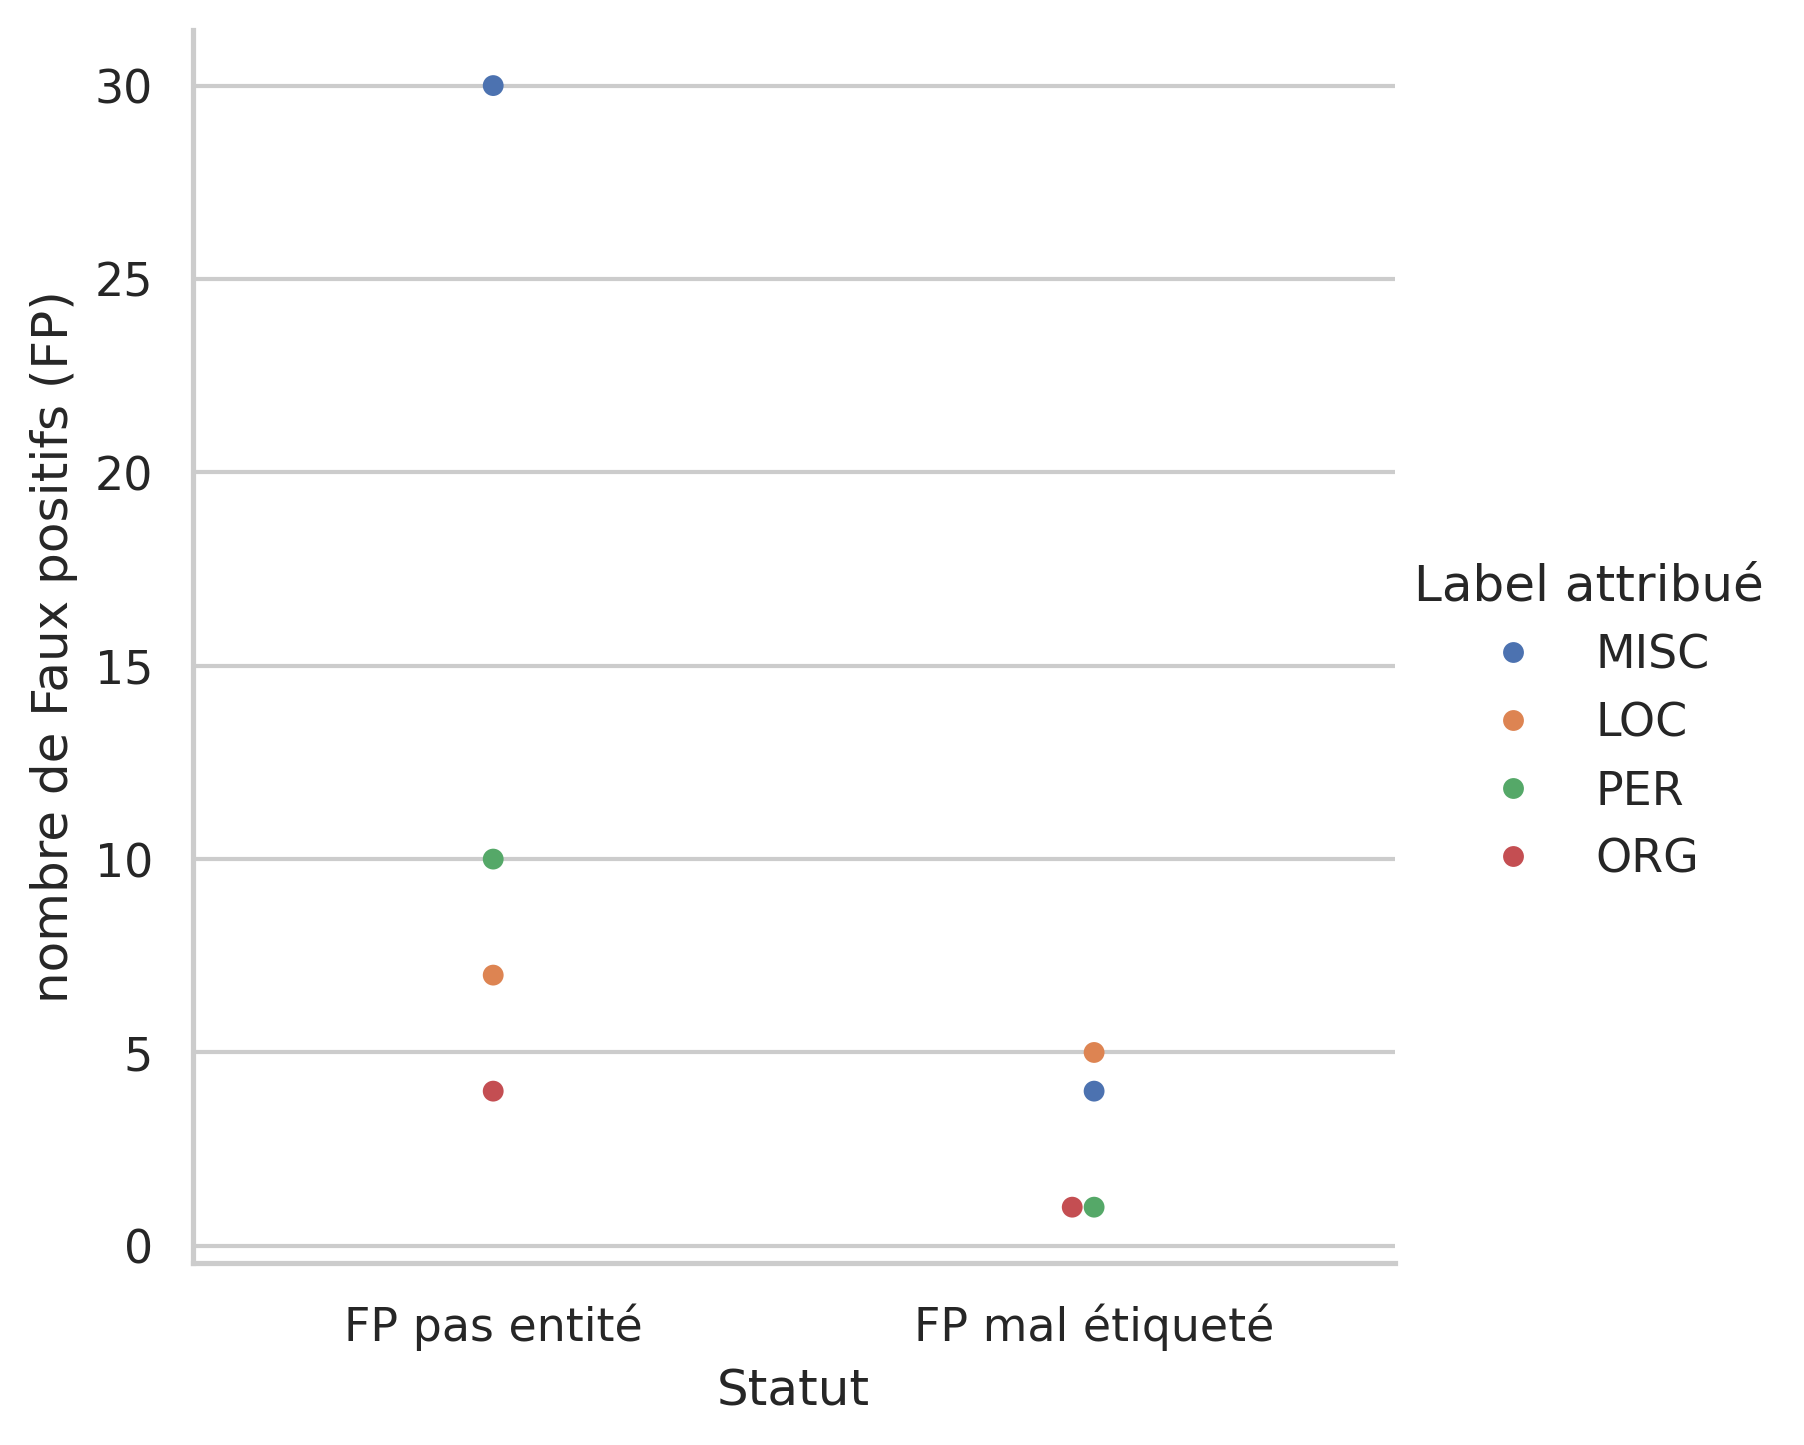 nombre de Faux positifs (FP)
30
25
20
15
10
5
0
FP pas entité
FP mal étiqueté
Statut
Label attribué
MISC
LOC
PER
ORG